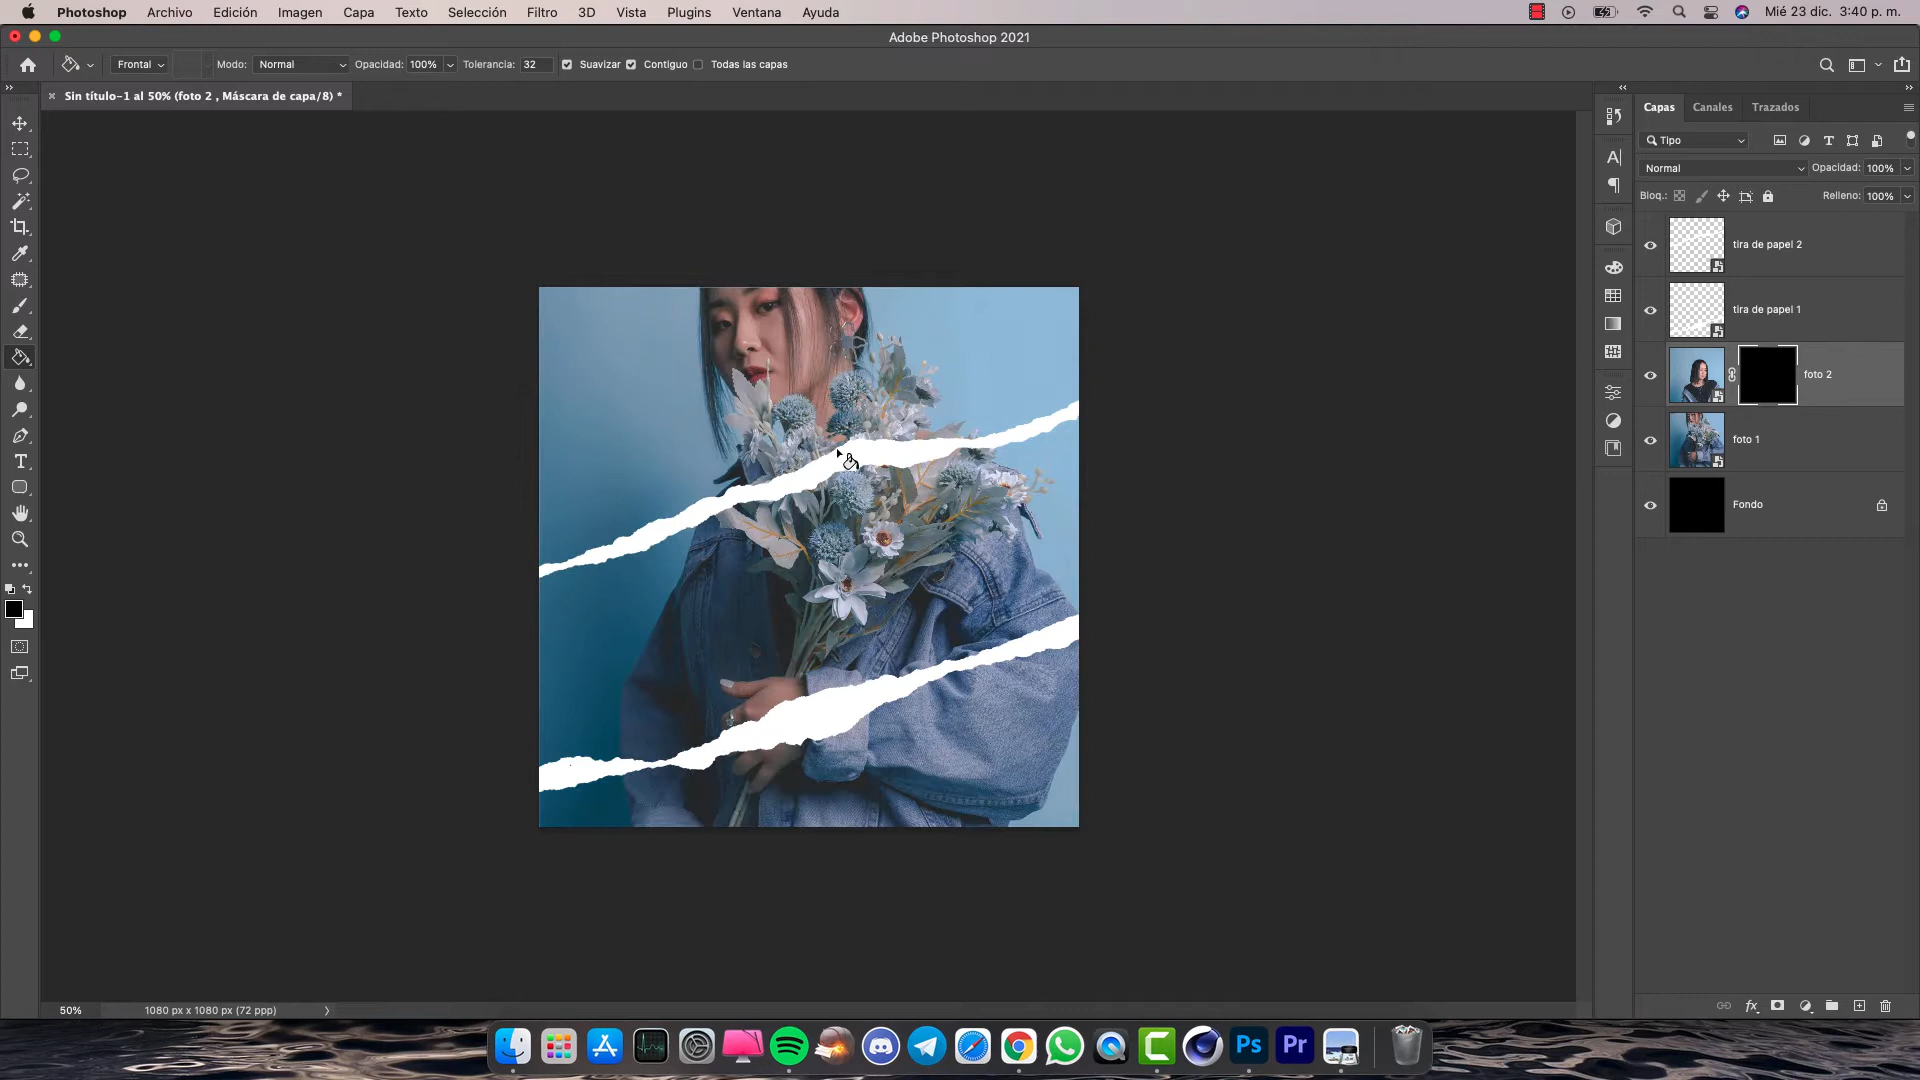 Photoshop Archivo Edición Imagen Capa Texto Selección Filtro 3D Vista Plugins Ventana Ayuda Mié 23 dic. 3:40 p. m.
Adobe Photoshop 2021
Frontal Modo: Normal Opacidad: 100% Tolerancia: 32 Suavizar Contiguo Todas las capas
Sin título-1 al 50% (foto 2 , Máscara de capa/8) *
Capas Canales Trazados
Tipo
Normal Opacidad: 100%
Bloq.: Relleno: 100%
tira de papel 2
tira de papel 1
foto 2
foto 1
Fondo
50% 1080 px x 1080 px (72 ppp)
fx
Ps Pr